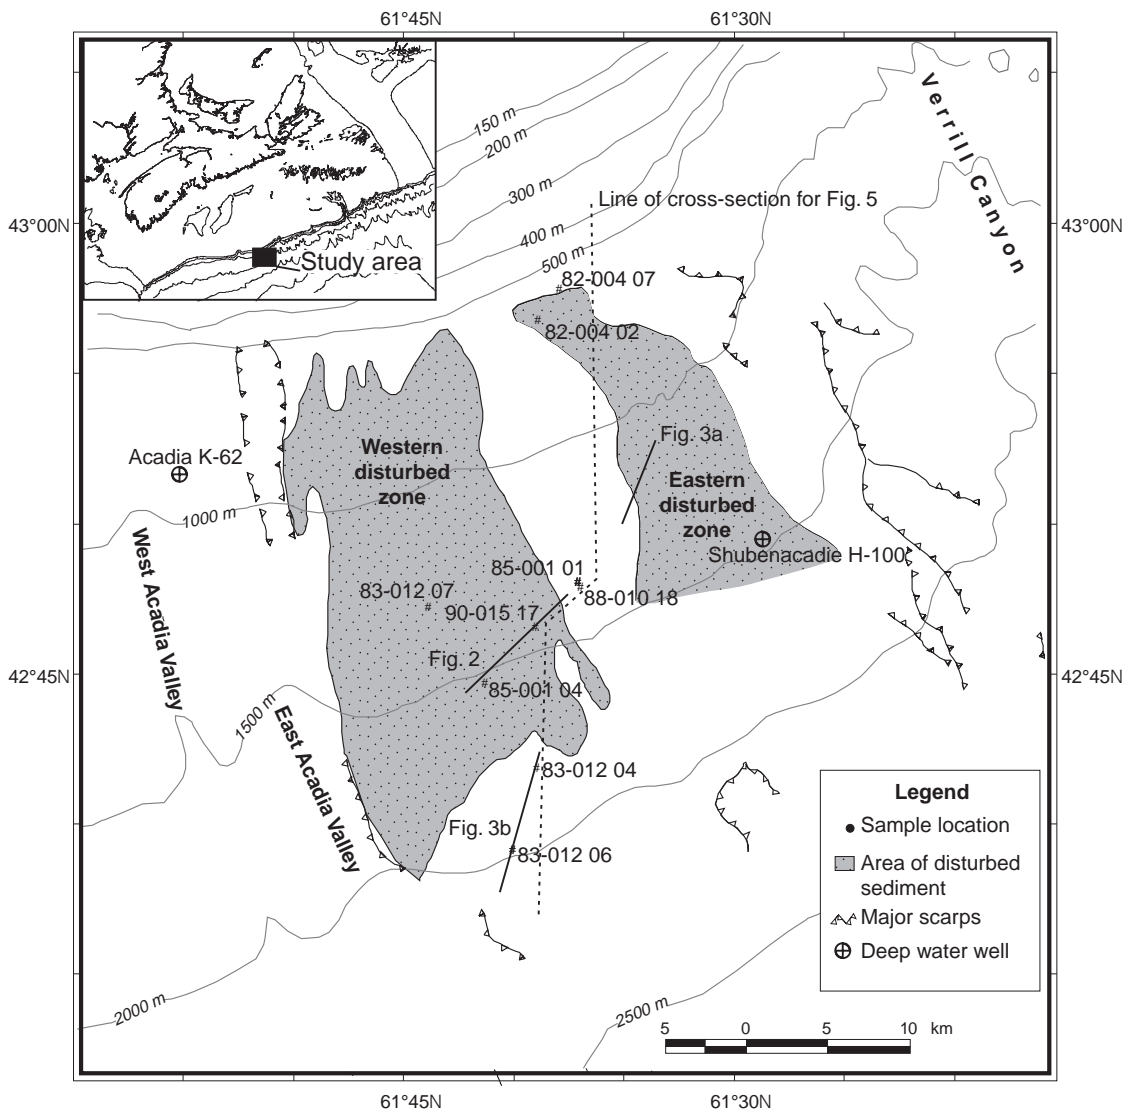 61°45N
61°30N
150 m
200 m
300 m
400 m
500 m
Verrill Canyon
Line of cross-section for Fig. 5
43°00N
43°00N
Study area
82-004 07
82-004 02
Western
disturbed
zone
Fig. 3a
Acadia K-62
Eastern
disturbed
zone
1000 m
Shubenacadie H-100
West Acadia Valley
85-001 01
83-012 07
88-010 18
90-015 17
Fig. 2
85-001 04
42°45N
42°45N
1500 m
East Acadia Valley
83-012 04
Fig. 3b
83-012 06
Legend
Sample location
Area of disturbed
sediment
Major scarps
Deep water well
2000 m
2500 m
5 0 5 10 km
61°45N
61°30N